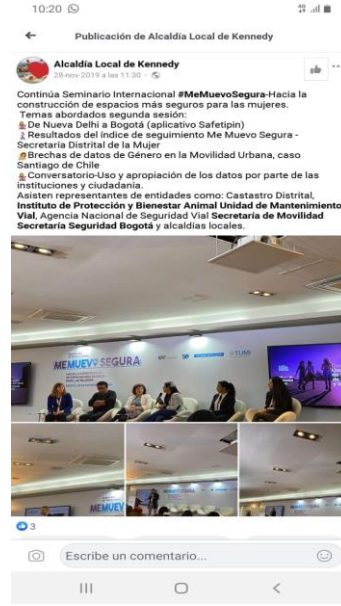 10:20
Publicación de Alcaldía Local de Kennedy
Alcaldía Local de Kennedy
28-nov-2019 a las 11:30 ·
Continúa Seminario Internacional #MeMuevoSegura-Hacia la
construcción de espacios más seguros para las mujeres.
Temas abordados segunda sesión:
De Nueva Delhi a Bogotá (aplicativo Safetipin)
Resultados del índice de seguimiento Me Muevo Segura -
Secretaría Distrital de la Mujer
Brechas de datos de Género en la Movilidad Urbana, caso
Santiago de Chile
Conversatorio-Uso y apropiación de los datos por parte de las
instituciones y ciudadanía.
Asisten representantes de entidades como: Castastro Distrital,
Instituto de Protección y Bienestar Animal Unidad de Mantenimiento
Vial, Agencia Nacional de Seguridad Vial Secretaría de Movilidad
Secretaría Seguridad Bogotá y alcaldías locales.
MEMUEVO SEGURA
TUMI
MEMUEV
3
Escribe un comentario...